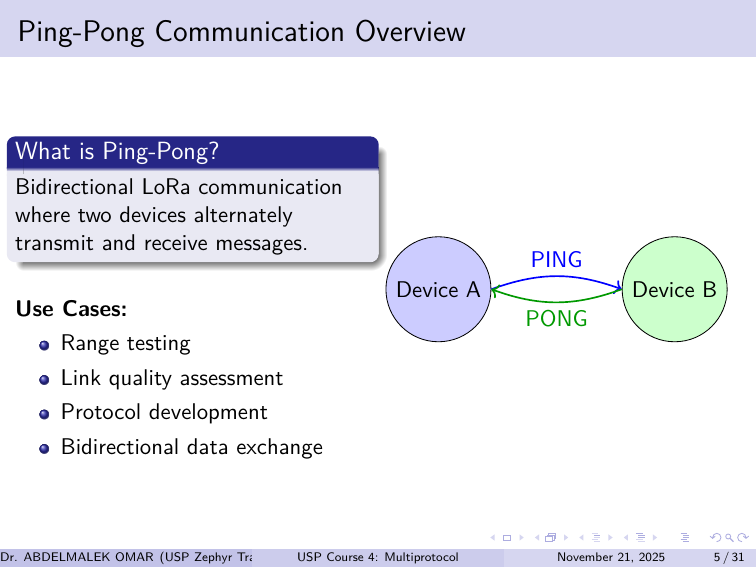 Ping-Pong Communication Overview
What is Ping-Pong?
Bidirectional LoRa communication
where two devices alternately
transmit and receive messages.
Use Cases:
Range testing
Link quality assessment
Protocol development
Bidirectional data exchange
PING
Device A
Device B
PONG
Dr. ABDELMALEK OMAR (USP Zephyr Tra
USP Course 4: Multiprotocol
November 21, 2025
5 / 31